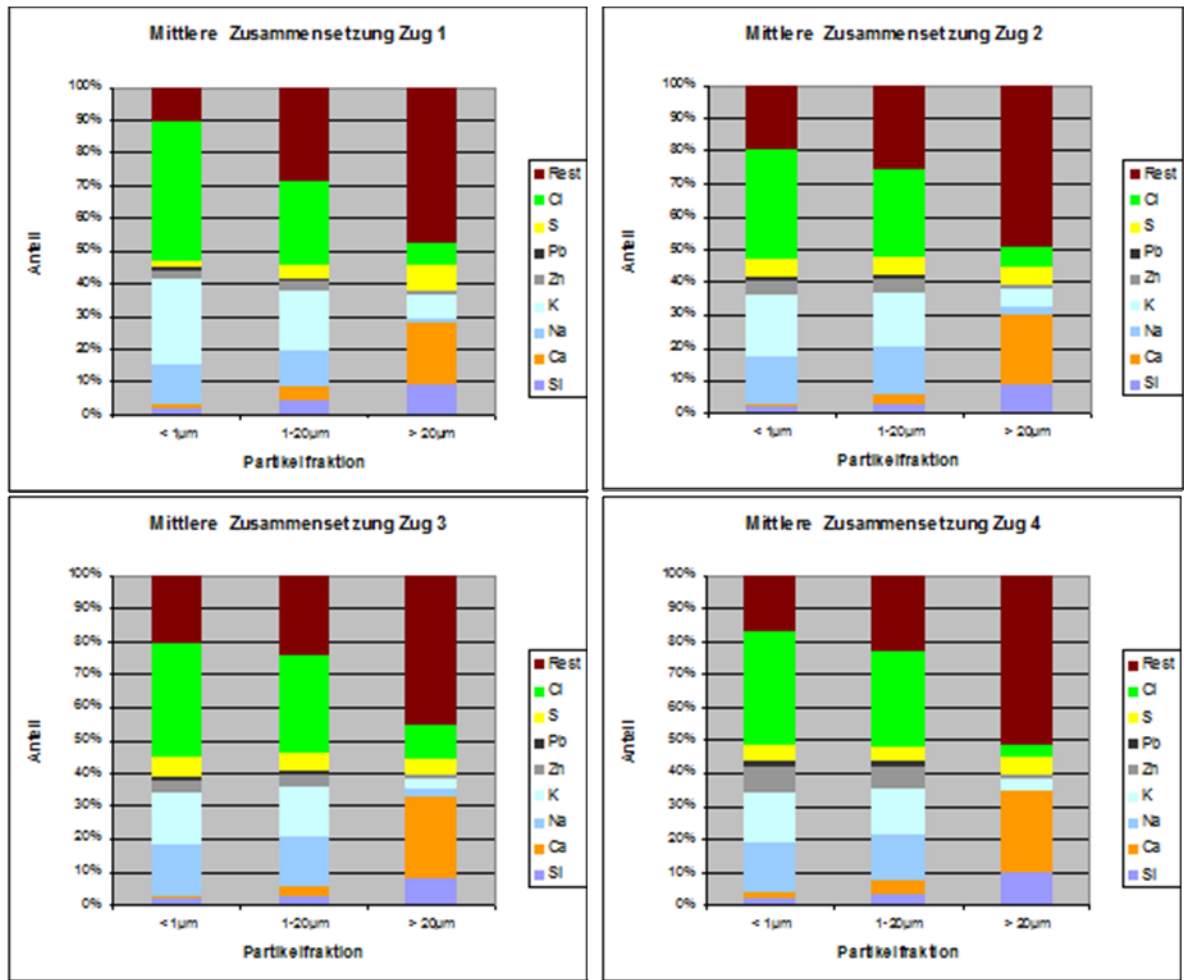 Mittlere Zusammensetzung Zug 1
100%
90%
80%
70%
60%
50%
40%
30%
20%
10%
0%
Anteil
< 1µm
1-20µm
> 20µm
Partikelfraktion
Rest
Cl
S
Pb
Zn
K
Na
Ca
Si
Mittlere Zusammensetzung Zug 2
100%
90%
80%
70%
60%
50%
40%
30%
20%
10%
0%
Anteil
< 1µm
1-20µm
> 20µm
Partikelfraktion
Rest
Cl
S
Pb
Zn
K
Na
Ca
Si
Mittlere Zusammensetzung Zug 3
100%
90%
80%
70%
60%
50%
40%
30%
20%
10%
0%
Anteil
< 1µm
1-20µm
> 20µm
Partikelfraktion
Rest
Cl
S
Pb
Zn
K
Na
Ca
Si
Mittlere Zusammensetzung Zug 4
100%
90%
80%
70%
60%
50%
40%
30%
20%
10%
0%
Anteil
< 1µm
1-20µm
> 20µm
Partikelfraktion
Rest
Cl
S
Pb
Zn
K
Na
Ca
Si